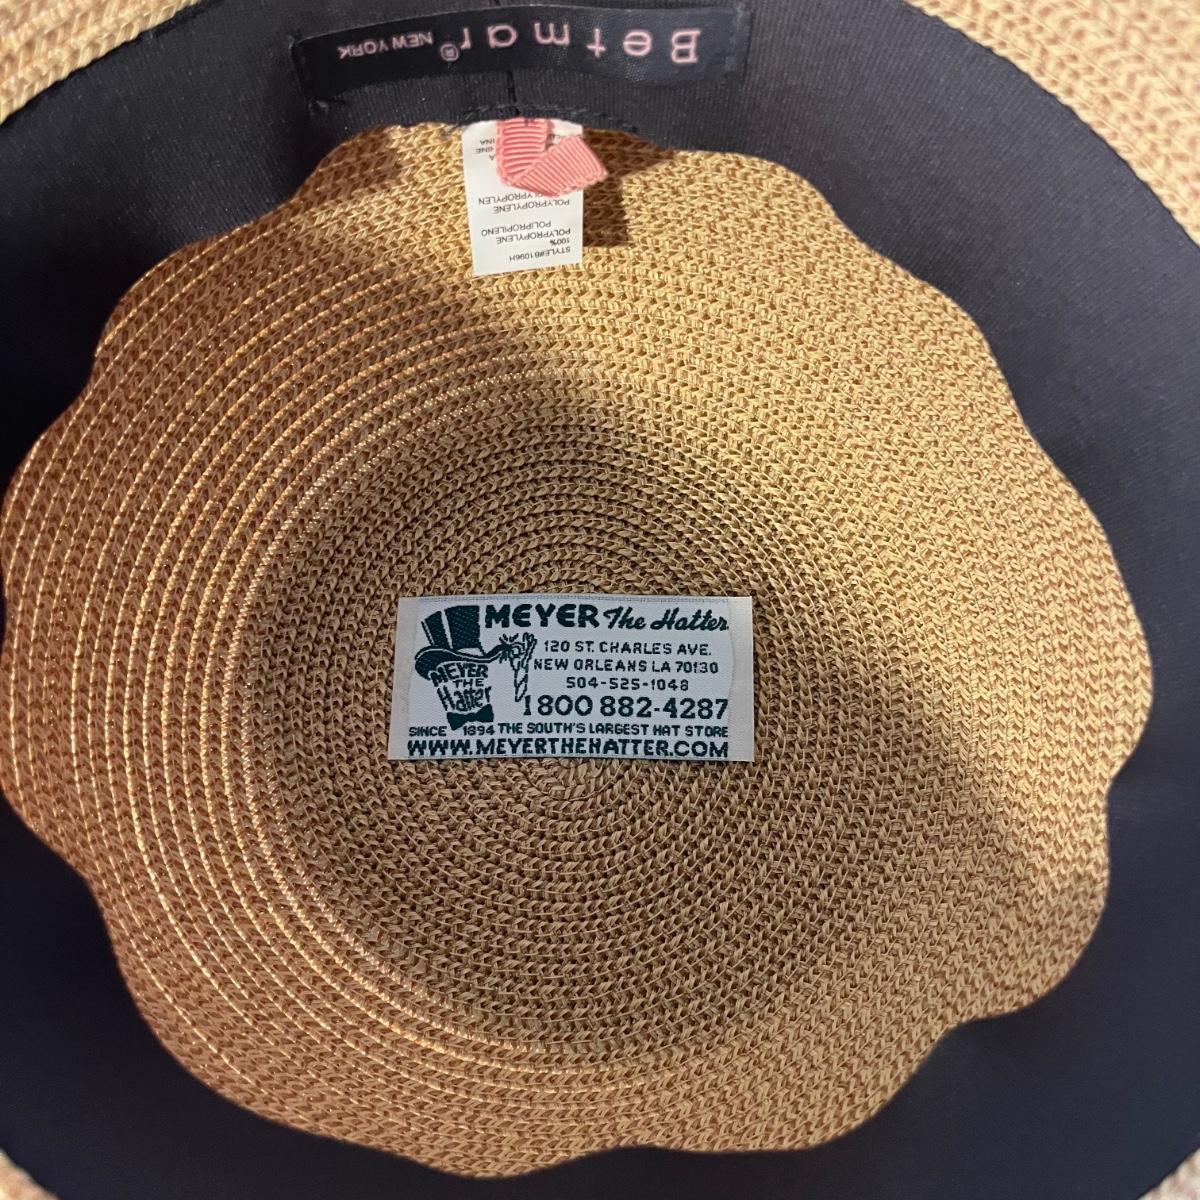 Betmar® NEW YORK
STYLE#B1096H
100%
POLYPROPYLENE
POLIPROPILENO
POLYPROPYLENE
POLYPROPYLEN
MEYER The Hatter
120 ST. CHARLES AVE.
NEW ORLEANS LA 70130
504-525-1048
1800 882-4287
MEYER
THE
Hatter
SINCE 1894 THE SOUTH'S LARGEST HAT STORE
WWW.MEYERTHEHATTER.COM